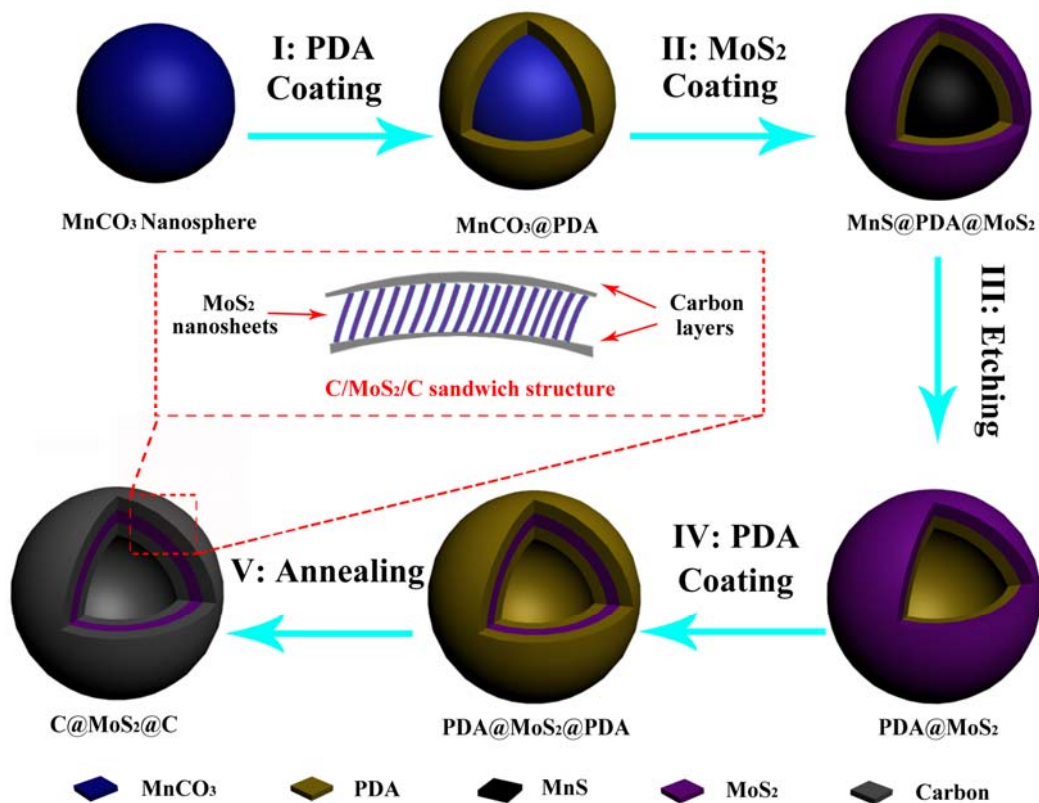 I: PDA
Coating
II: MoS₂
Coating
MnCO₃ Nanosphere
MnCO₃@PDA
MnS@PDA@MoS₂
MoS₂
nanosheets
Carbon
layers
C/MoS₂/C sandwich structure
III: Etching
V: Annealing
IV: PDA
Coating
C@MoS₂@C
PDA@MoS₂@PDA
PDA@MoS₂
MnCO₃
PDA
MnS
MoS₂
Carbon